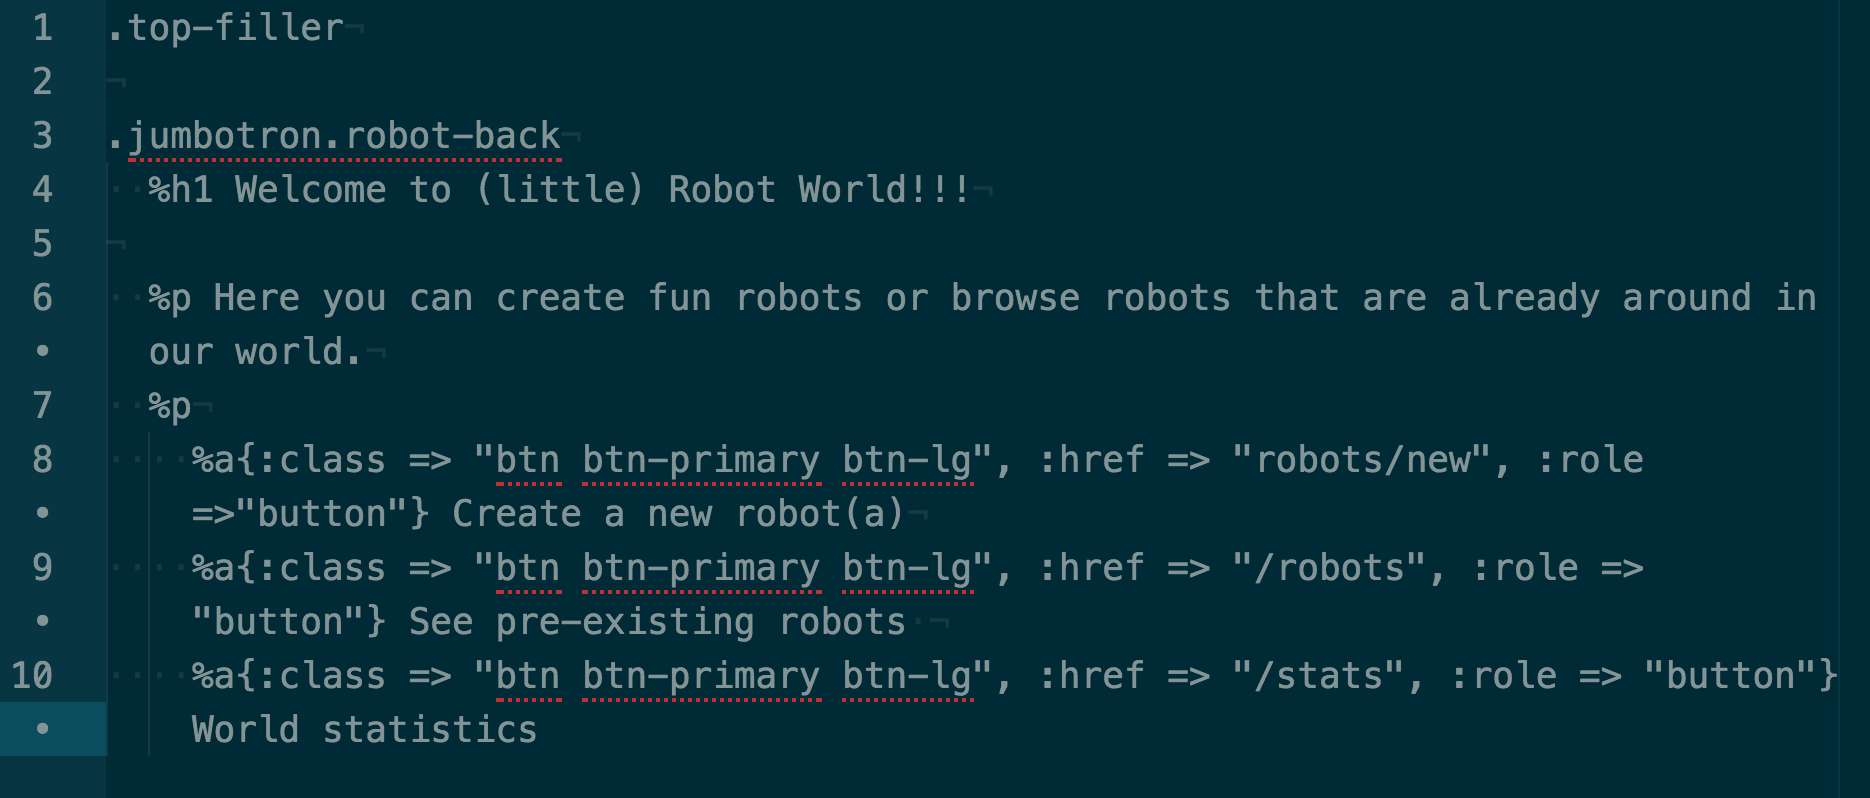 1 .top-filler¬
2 ¬
3 .jumbotron.robot-back¬
4 ··%h1 Welcome to (little) Robot World!!!¬
5 ¬
6 ··%p Here you can create fun robots or browse robots that are already around in
• our world.¬
7 ··%p¬
8 ····%a{:class => "btn btn-primary btn-lg", :href => "robots/new", :role
• =>"button"} Create a new robot(a)¬
9 ····%a{:class => "btn btn-primary btn-lg", :href => "/robots", :role =>
• "button"} See pre-existing robots·¬
10 ····%a{:class => "btn btn-primary btn-lg", :href => "/stats", :role => "button"}
• World statistics